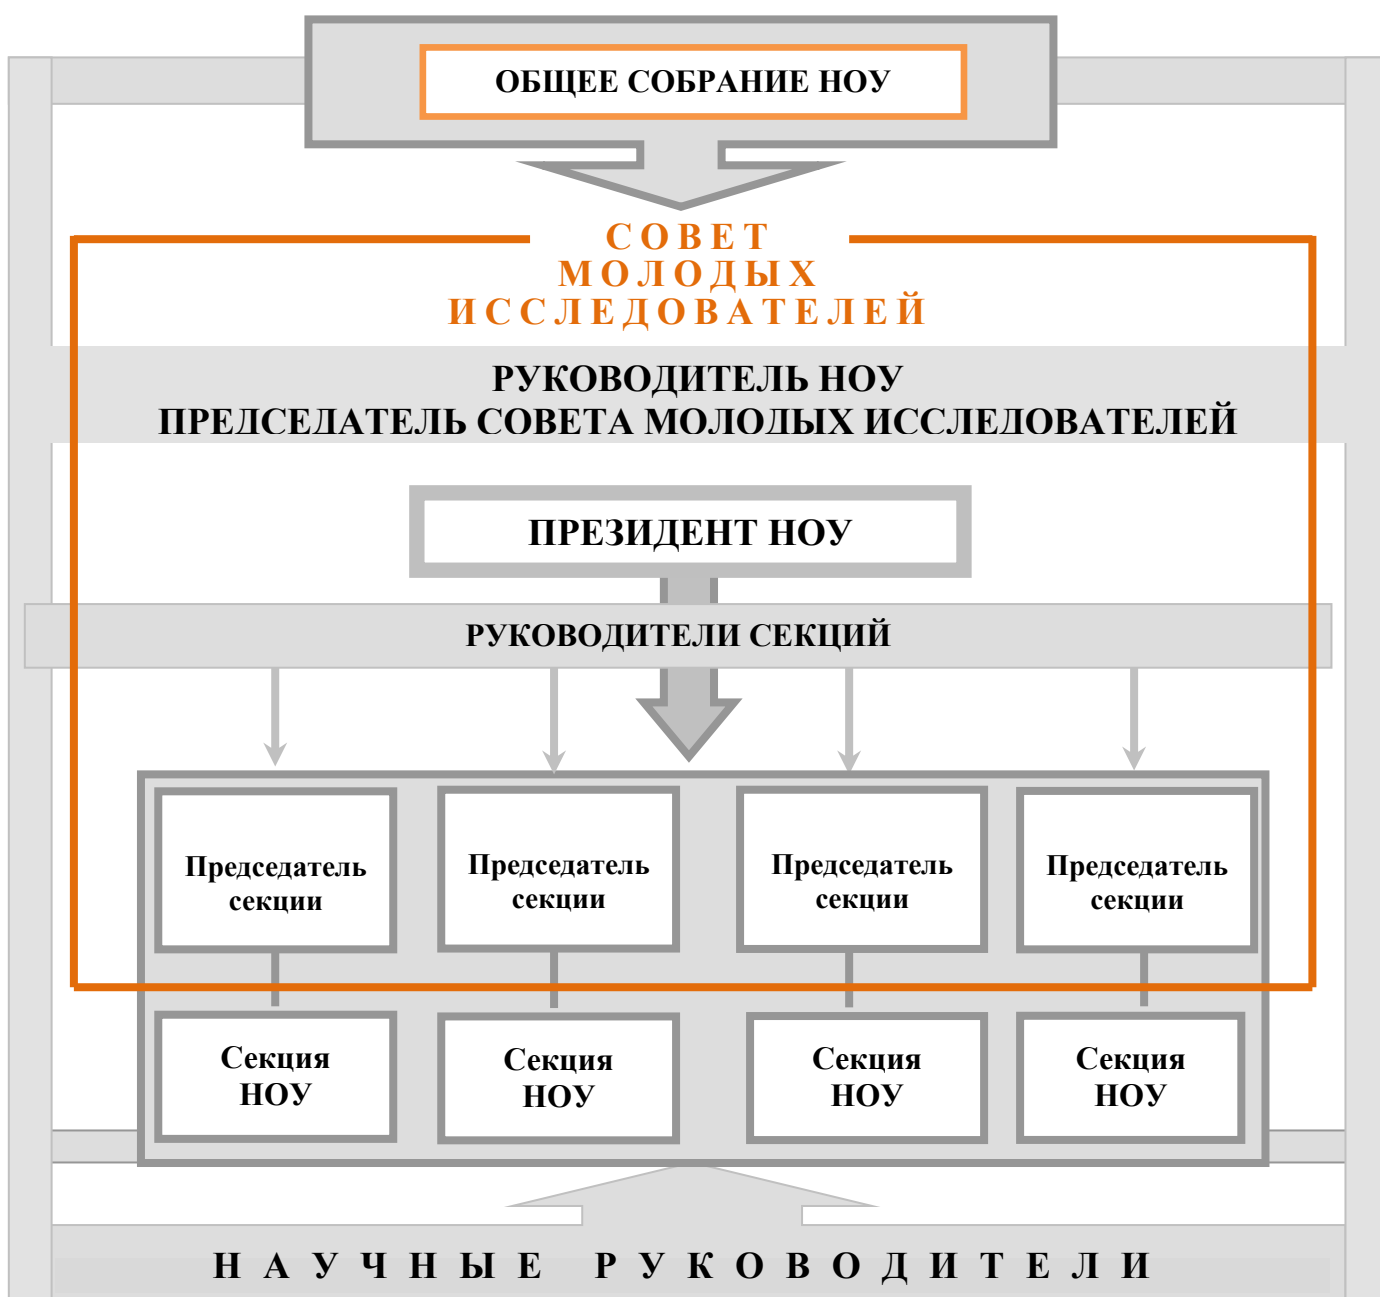 ОБЩЕЕ СОБРАНИЕ НОУ
СОВЕТ
МОЛОДЫХ
ИССЛЕДОВАТЕЛЕЙ
РУКОВОДИТЕЛЬ НОУ
ПРЕДСЕДАТЕЛЬ СОВЕТА МОЛОДЫХ ИССЛЕДОВАТЕЛЕЙ
ПРЕЗИДЕНТ НОУ
РУКОВОДИТЕЛИ СЕКЦИЙ
Председатель
секции
Председатель
секции
Председатель
секции
Председатель
секции
Секция
НОУ
Секция
НОУ
Секция
НОУ
Секция
НОУ
НАУЧНЫЕ РУКОВОДИТЕЛИ